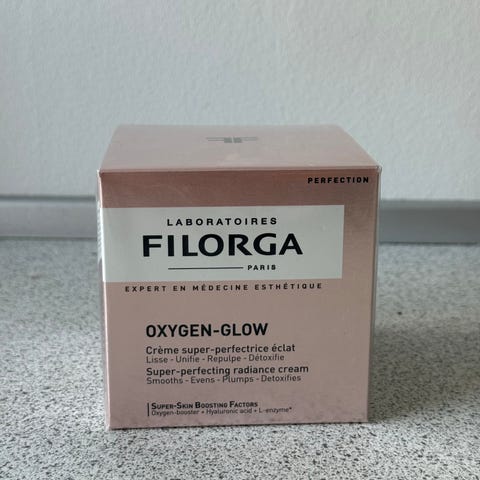 PERFECTION
LABORATOIRES
FILORGA
PARIS
EXPERT EN MÉDECINE ESTHÉTIQUE
OXYGEN-GLOW
Crème super-perfectrice éclat
Lisse - Unifie - Repulpe - Détoxifie
Super-perfecting radiance cream
Smooths - Evens - Plumps - Detoxifies
SUPER-SKIN BOOSTING FACTORS
Oxygen-booster + Hyaluronic acid + L-enzyme*